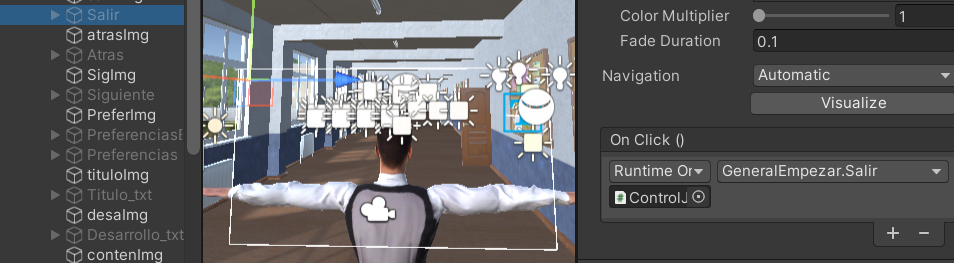 Salir
atrasImg
Atras
SigImg
Siguiente
PreferImg
PreferenciasE
Preferencias
tituloImg
Titulo_txt
desaImg
Desarrollo_txt
contenImg
Color Multiplier
1
Fade Duration
0.1
Navigation
Automatic
Visualize
On Click ()
Runtime Or
GeneralEmpezar.Salir
ControlJ
+ −